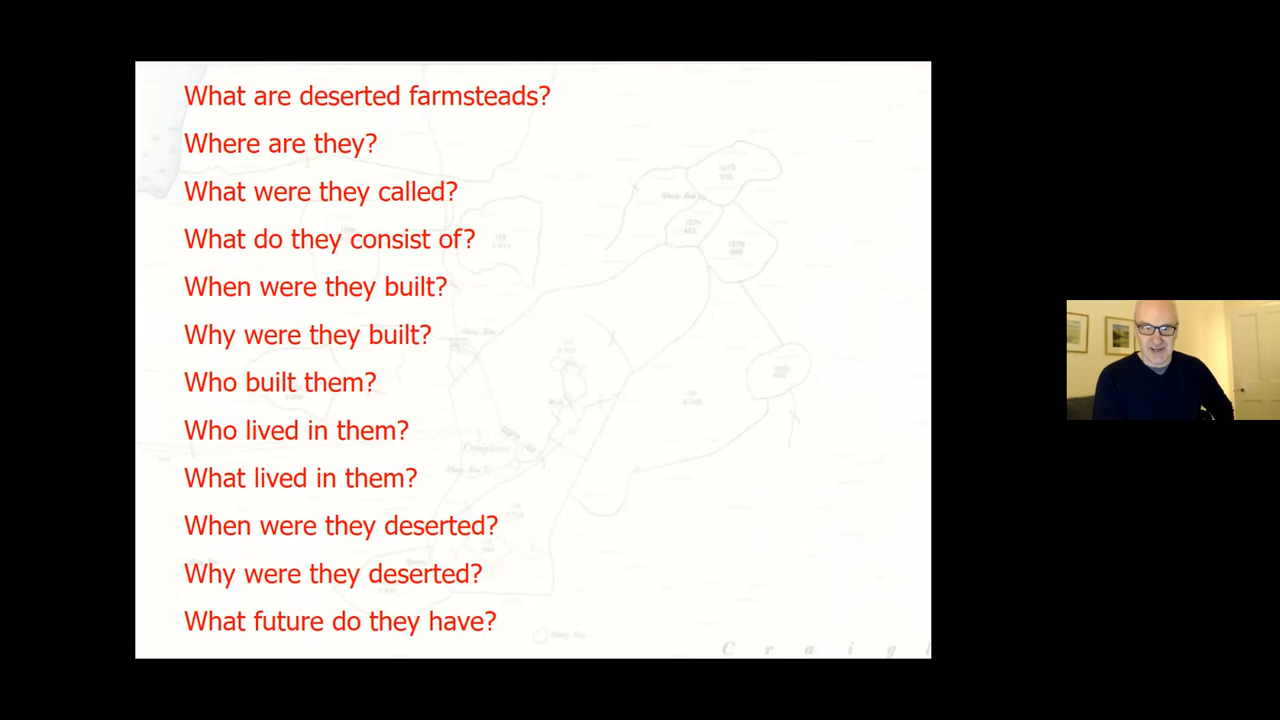 What are deserted farmsteads?
Where are they?
What were they called?
What do they consist of?
When were they built?
Why were they built?
Who built them?
Who lived in them?
What lived in them?
When were they deserted?
Why were they deserted?
What future do they have?
C r a i g l